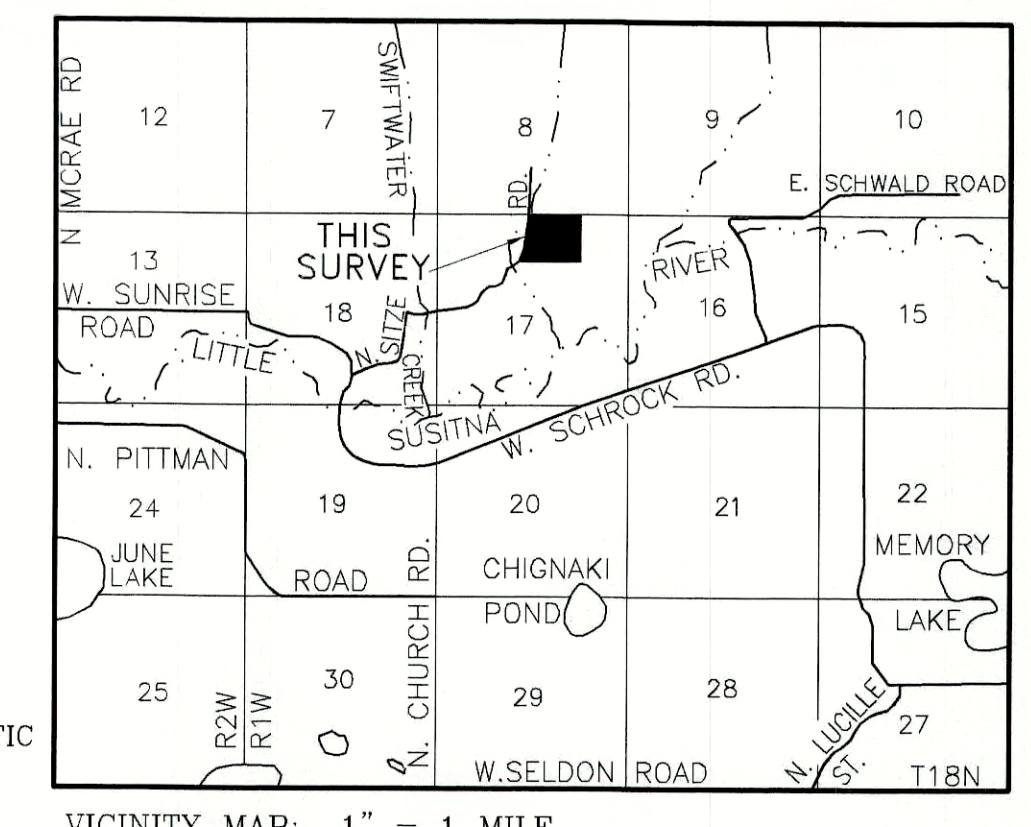 N MCRAE RD
12
7
SWIFTWATER
8
9
10
RD.
E. SCHWALD ROAD
THIS
SURVEY
13
W. SUNRISE
ROAD
18
N. SITZE
17
RIVER
16
15
LITTLE
CREEK
SUSITNA
W. SCHROCK RD.
N. PITTMAN
24
19
20
21
22
JUNE
LAKE
ROAD
N. CHURCH RD.
CHIGNAKI
POND
MEMORY
LAKE
25
R2W
R1W
30
29
28
27
N. LUCILLE
ST.
TIC
W.SELDON ROAD
T18N
VICINITY MAP: 1" = 1 MILE